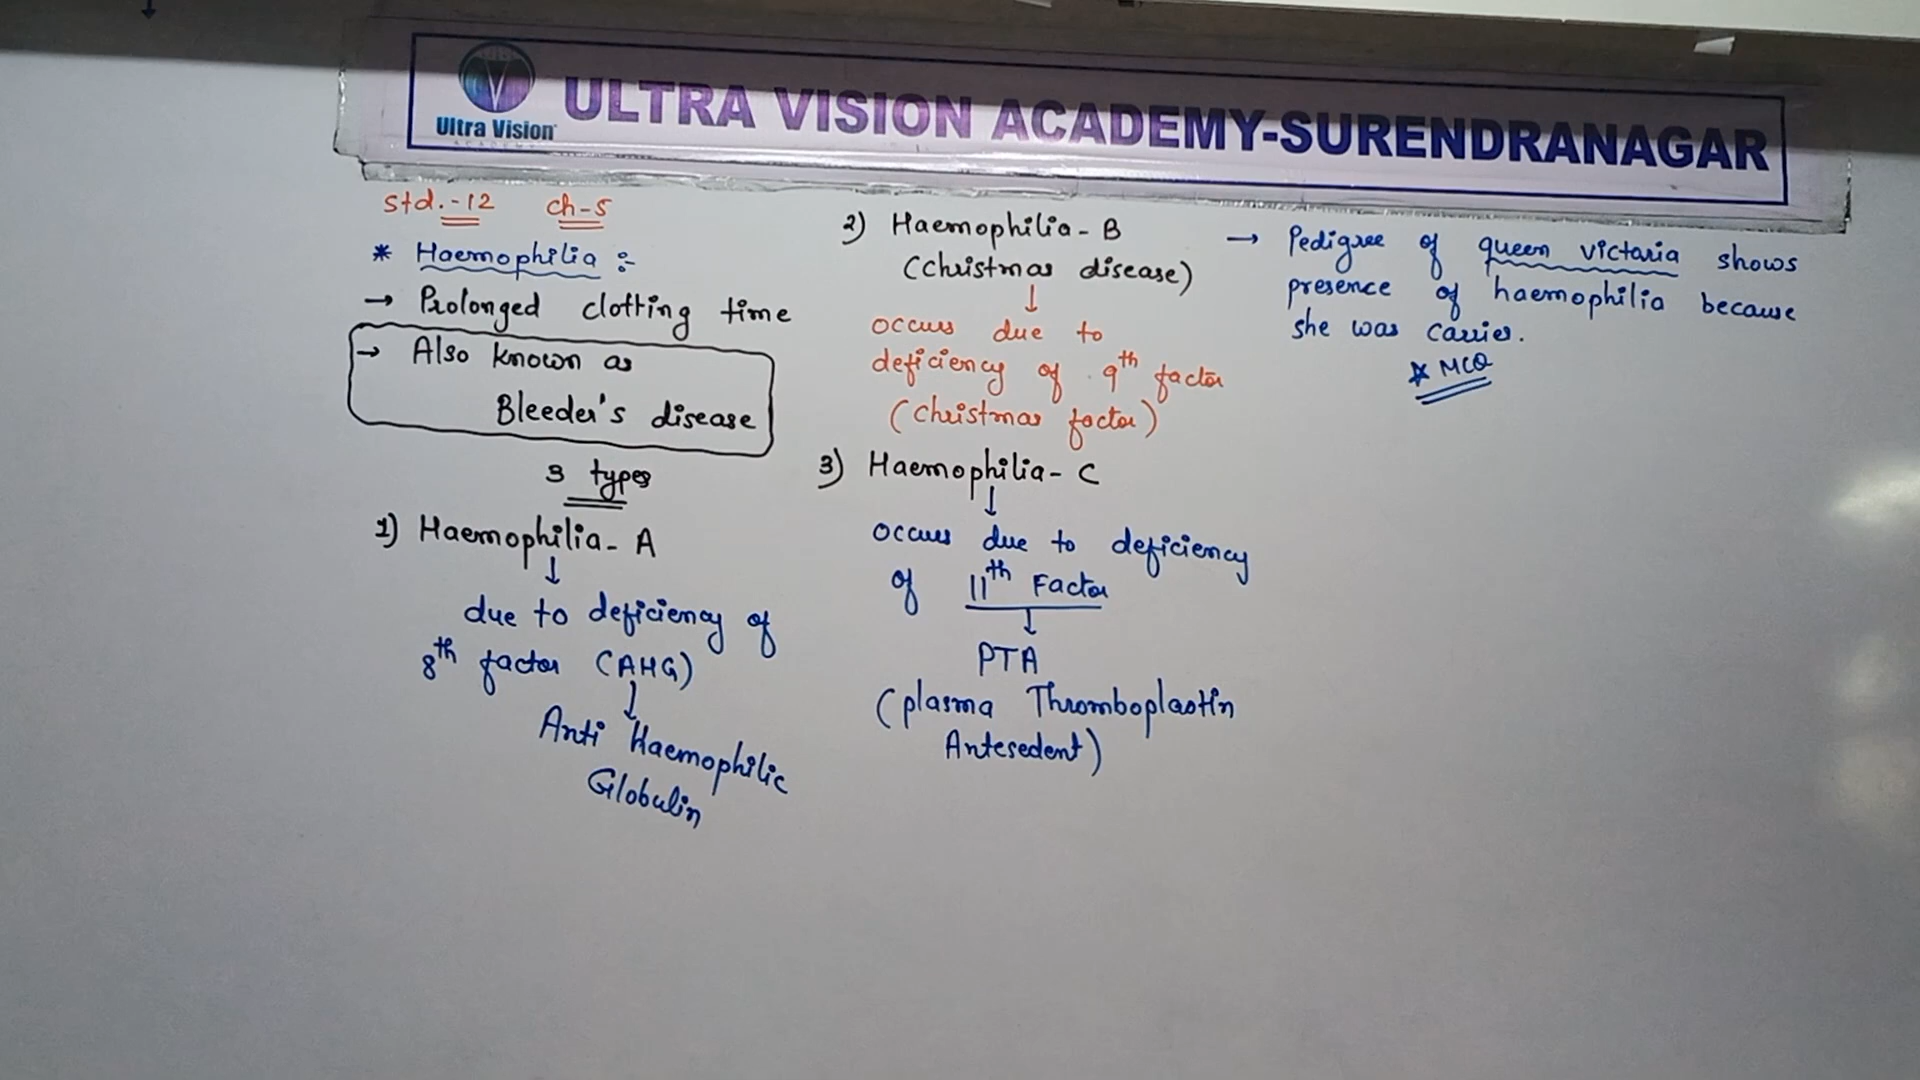 Ultra Vision
ACADEMY
ULTRA VISION ACADEMY-SURENDRANAGAR
std.-12 ch-5
* Haemophilia :-
→ Prolonged clotting time
→ Also known as
Bleeder's disease
3 types
1) Haemophilia - A
↓
due to deficiency of
8th factor (AHG)
↓
Anti Haemophilic
Globulin
2) Haemophilia - B
(christmas disease)
↓
occurs due to
deficiency of 9th factor
(christmas factor)
3) Haemophilia - C
↓
occurs due to deficiency
of 11th Factor
↓
PTA
(plasma Thromboplastin
Antesedent)
→ Pedigree of queen victaria shows
presence of haemophilia because
she was carrier.
* MCQ